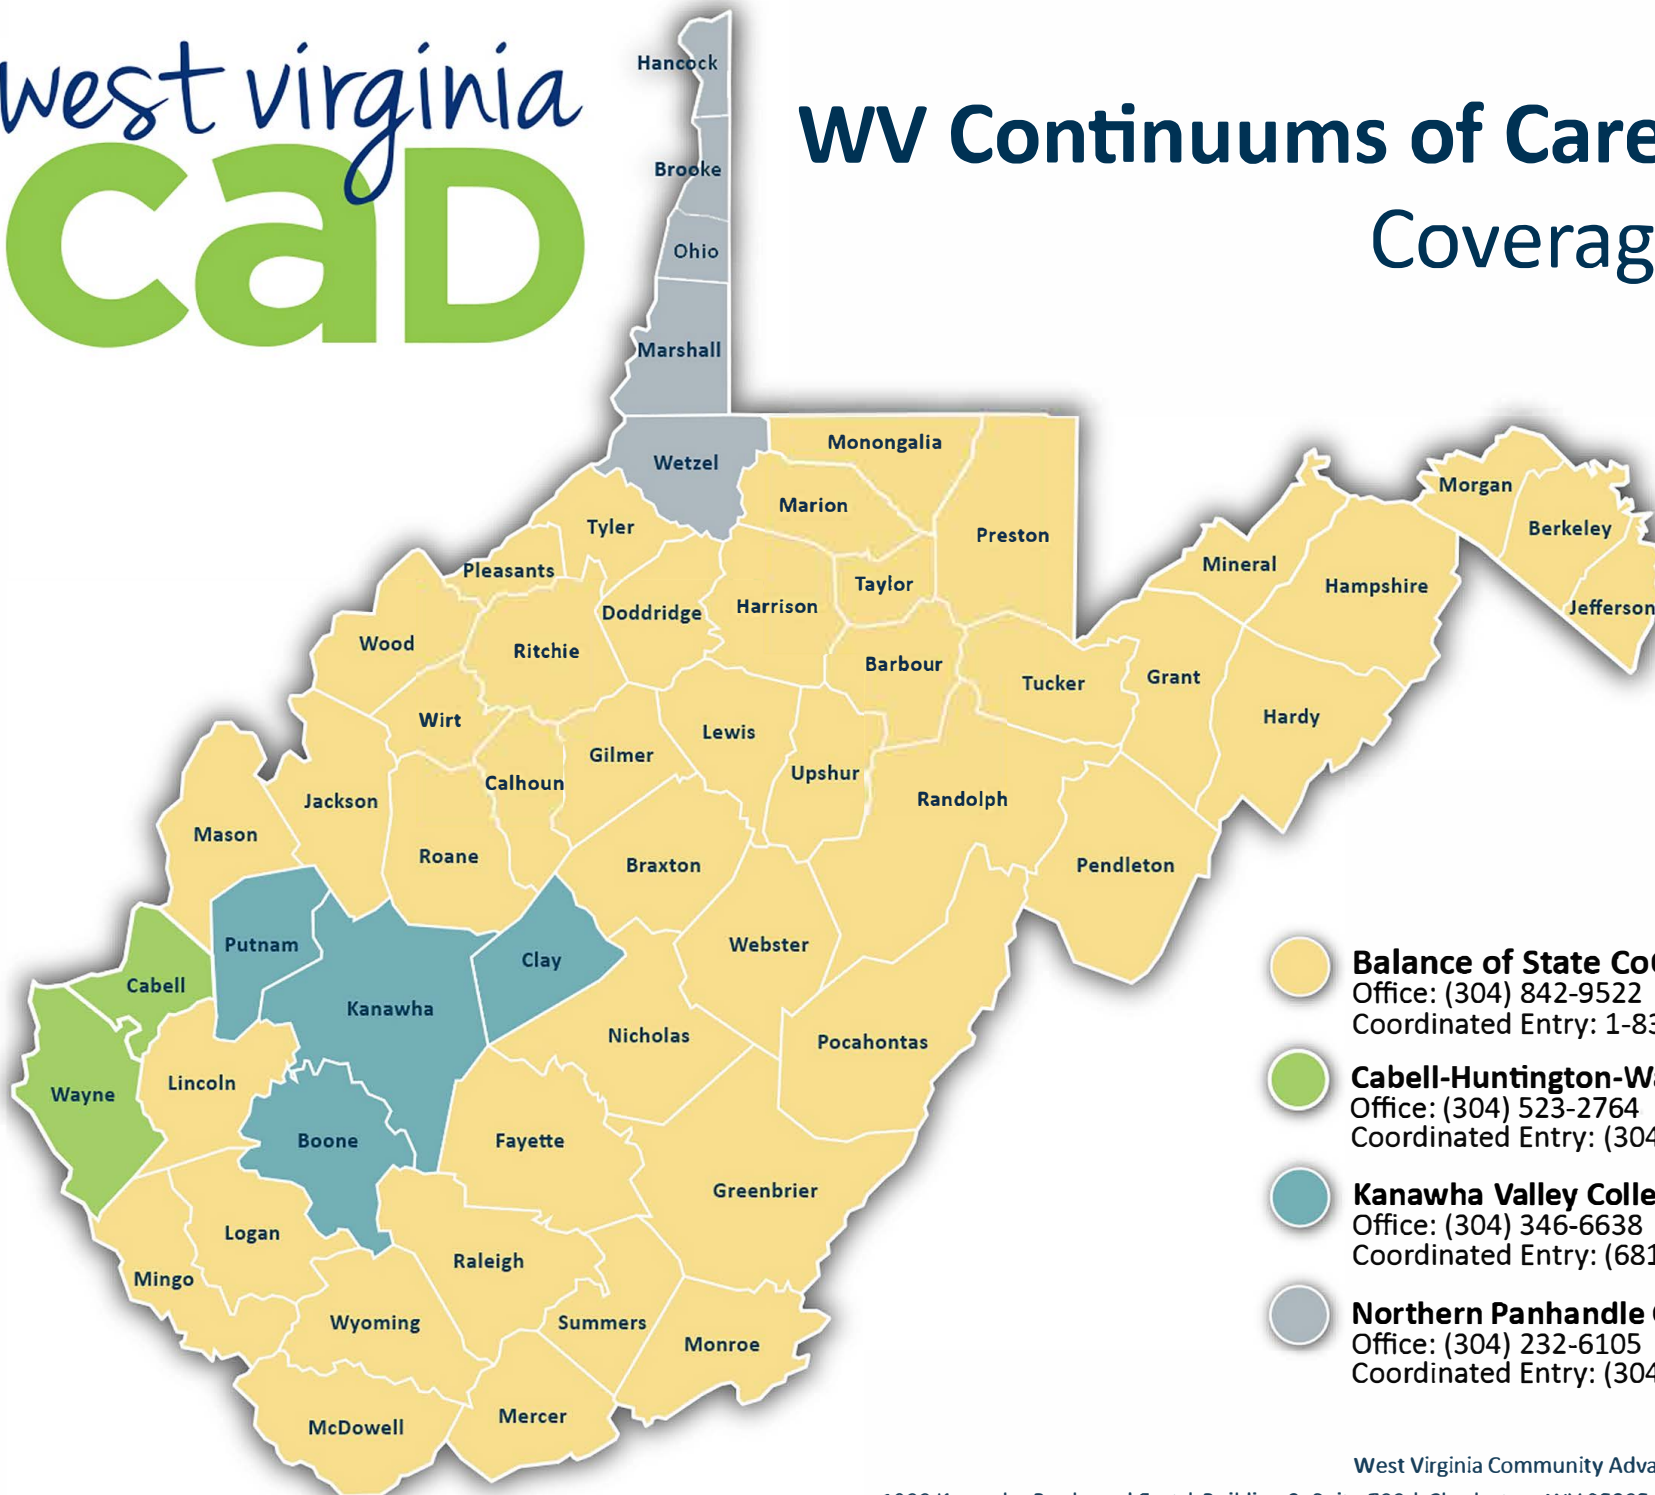 west virginia
CaD
WV Continuums of Care
Coverag
Hancock
Brooke
Ohio
Marshall
Wetzel
Monongalia
Marion
Preston
Tyler
Pleasants
Doddridge
Harrison
Taylor
Morgan
Berkeley
Jefferson
Mineral
Hampshire
Wood
Ritchie
Barbour
Tucker
Grant
Hardy
Wirt
Lewis
Gilmer
Calhoun
Upshur
Randolph
Jackson
Mason
Roane
Braxton
Pendleton
Putnam
Clay
Webster
Cabell
Kanawha
Nicholas
Pocahontas
Wayne
Lincoln
Boone
Fayette
Greenbrier
Logan
Raleigh
Mingo
Wyoming
Summers
Monroe
McDowell
Mercer
Balance of State Co
Office: (304) 842-9522
Coordinated Entry: 1-83
Cabell-Huntington-Wa
Office: (304) 523-2764
Coordinated Entry: (304
Kanawha Valley Colle
Office: (304) 346-6638
Coordinated Entry: (681
Northern Panhandle
Office: (304) 232-6105
Coordinated Entry: (304
West Virginia Community Adva